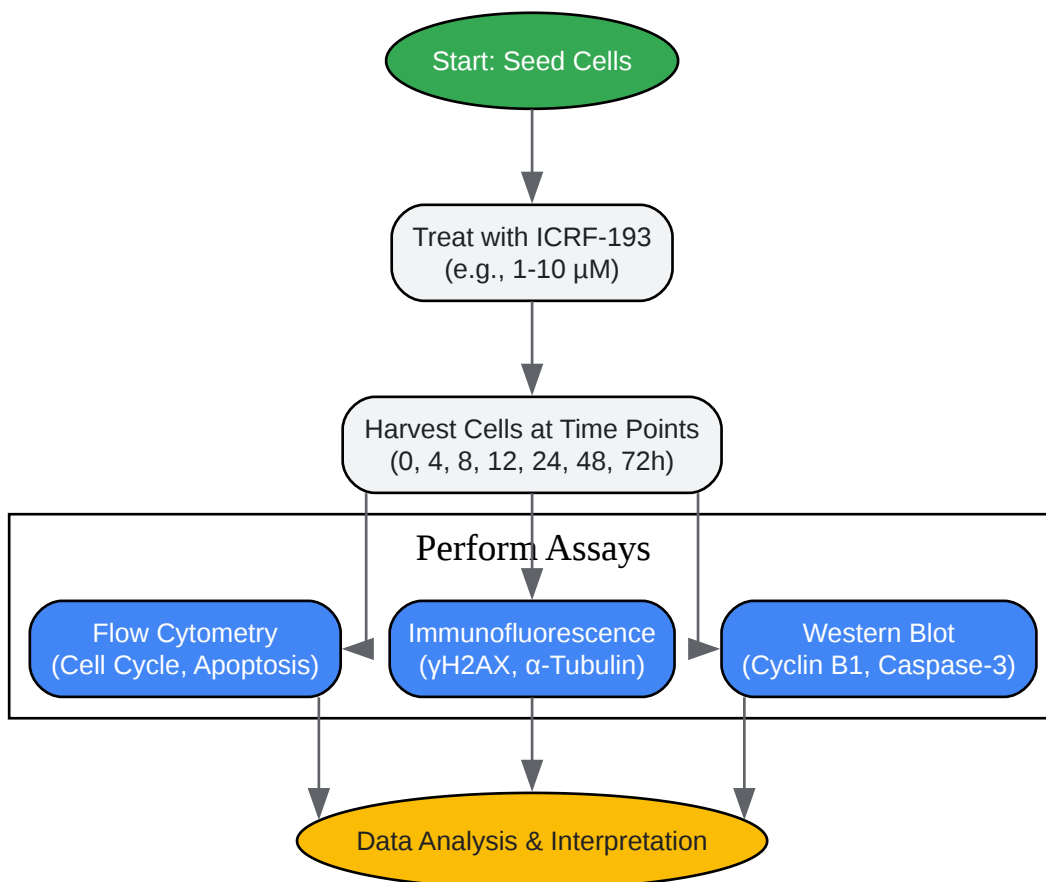 Start: Seed Cells
Treat with ICRF-193
(e.g., 1-10 µM)
Harvest Cells at Time Points
(0, 4, 8, 12, 24, 48, 72h)
Perform Assays
Flow Cytometry
(Cell Cycle, Apoptosis)
Immunofluorescence
(γH2AX, α-Tubulin)
Western Blot
(Cyclin B1, Caspase-3)
Data Analysis & Interpretation